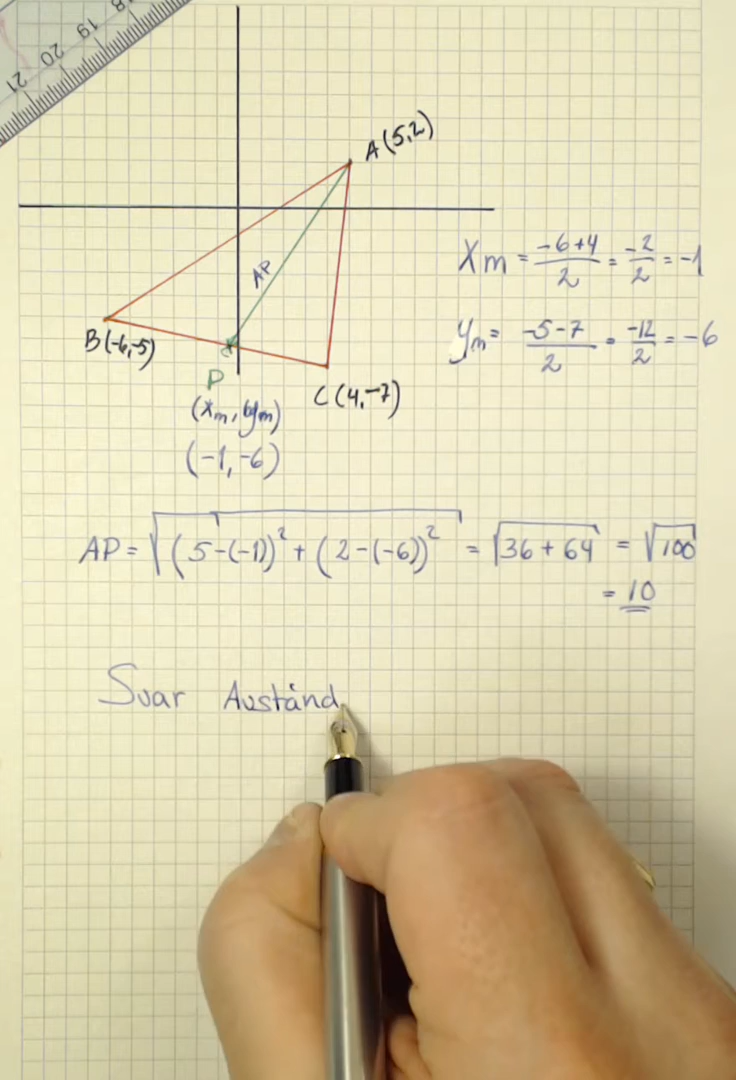 18
19
20
21
A(5,2)
AP
Xm = -6+4/2 = -2/2 = -1
ym = -5-7/2 = -12/2 = -6
B(-6,-5)
P
C(4,-7)
(xm, ym)
(-1,-6)
AP = √(5-(-1))² + (2-(-6))² = √36+64 = √100
= 10
Svar Avstånd